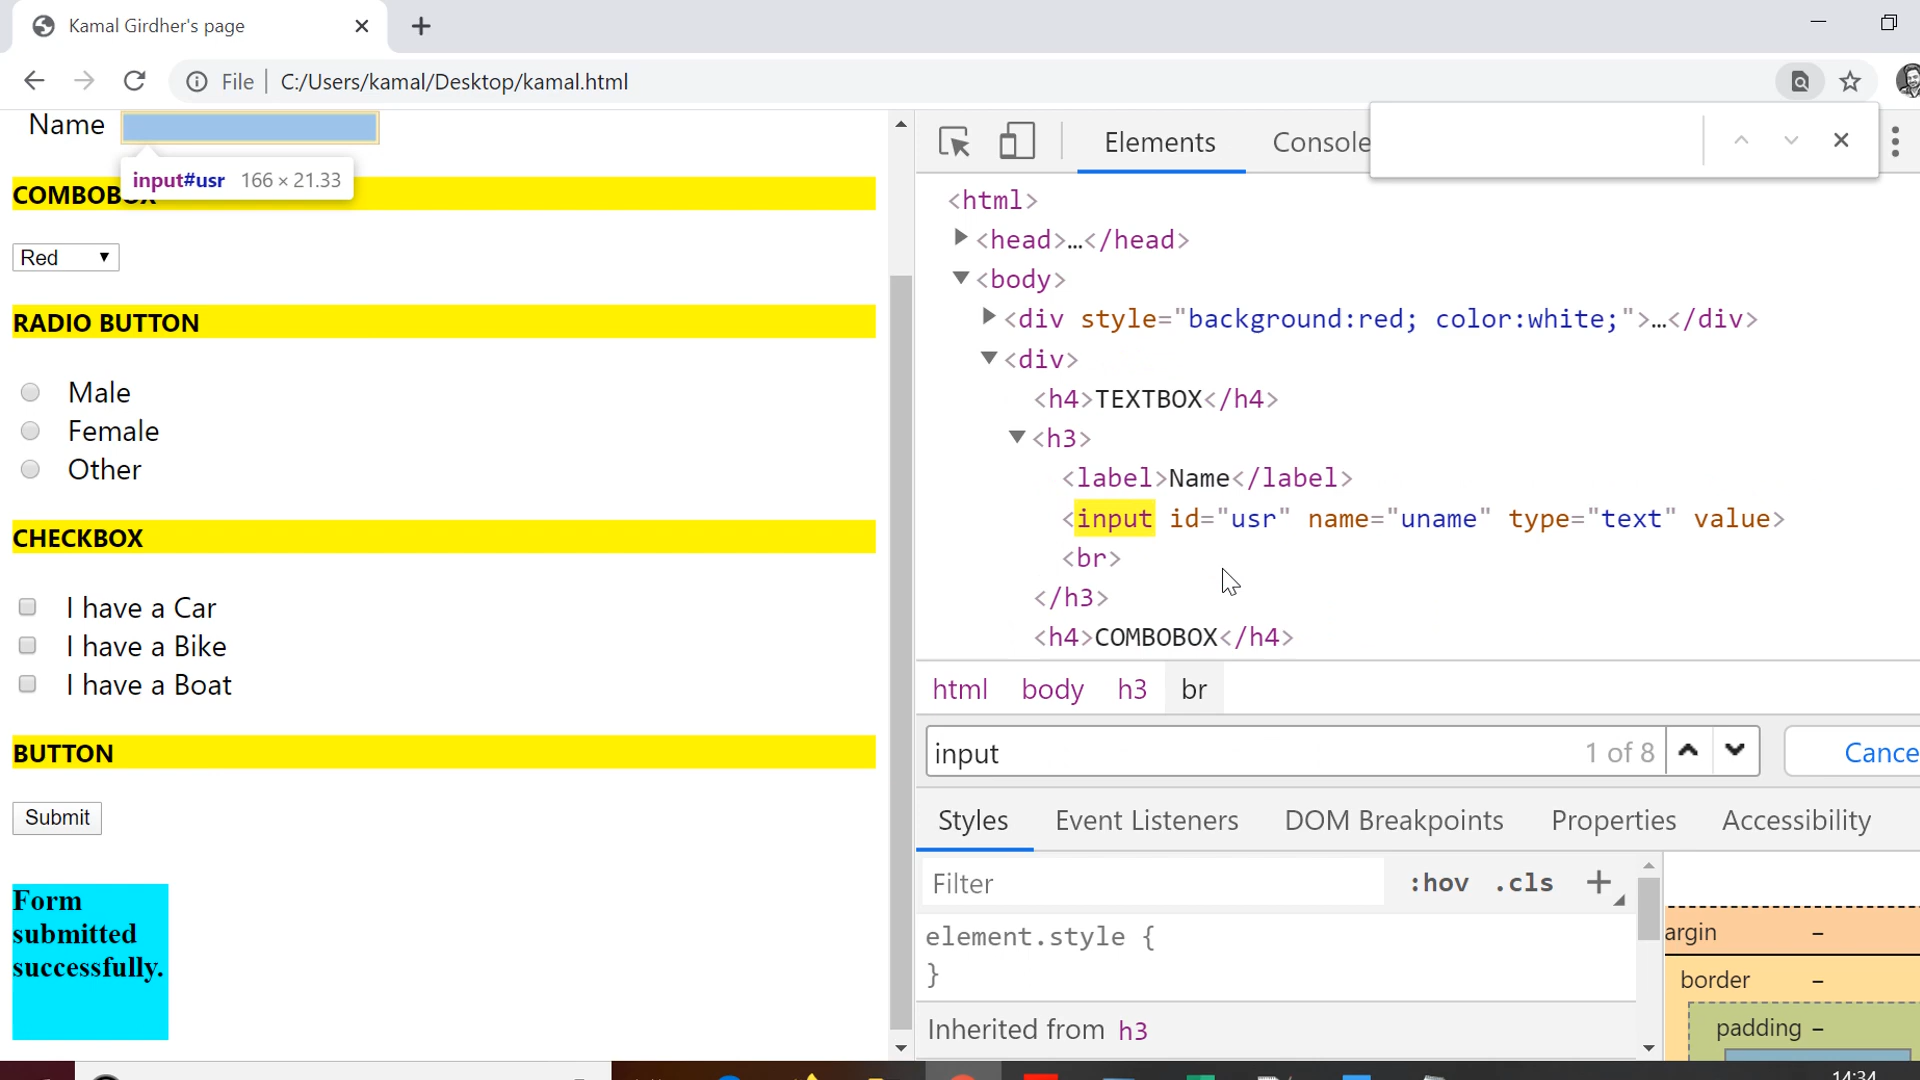 Kamal Girdher's page
File C:/Users/kamal/Desktop/kamal.html
Name
input#usr 166 × 21.33
COMBOBOX
Red
RADIO BUTTON
Male
Female
Other
CHECKBOX
I have a Car
I have a Bike
I have a Boat
BUTTON
Submit
Form
submitted
successfully.
Elements Console
<html>
<head>…</head>
<body>
<div style="background:red; color:white;">…</div>
<div>
<h4>TEXTBOX</h4>
<h3>
<label>Name</label>
<input id="usr" name="uname" type="text" value>
<br>
</h3>
<h4>COMBOBOX</h4>
html body h3 br
input 1 of 8 Cance
Styles Event Listeners DOM Breakpoints Properties Accessibility
Filter :hov .cls
element.style {
}
Inherited from h3
argin –
border –
padding –
14:34